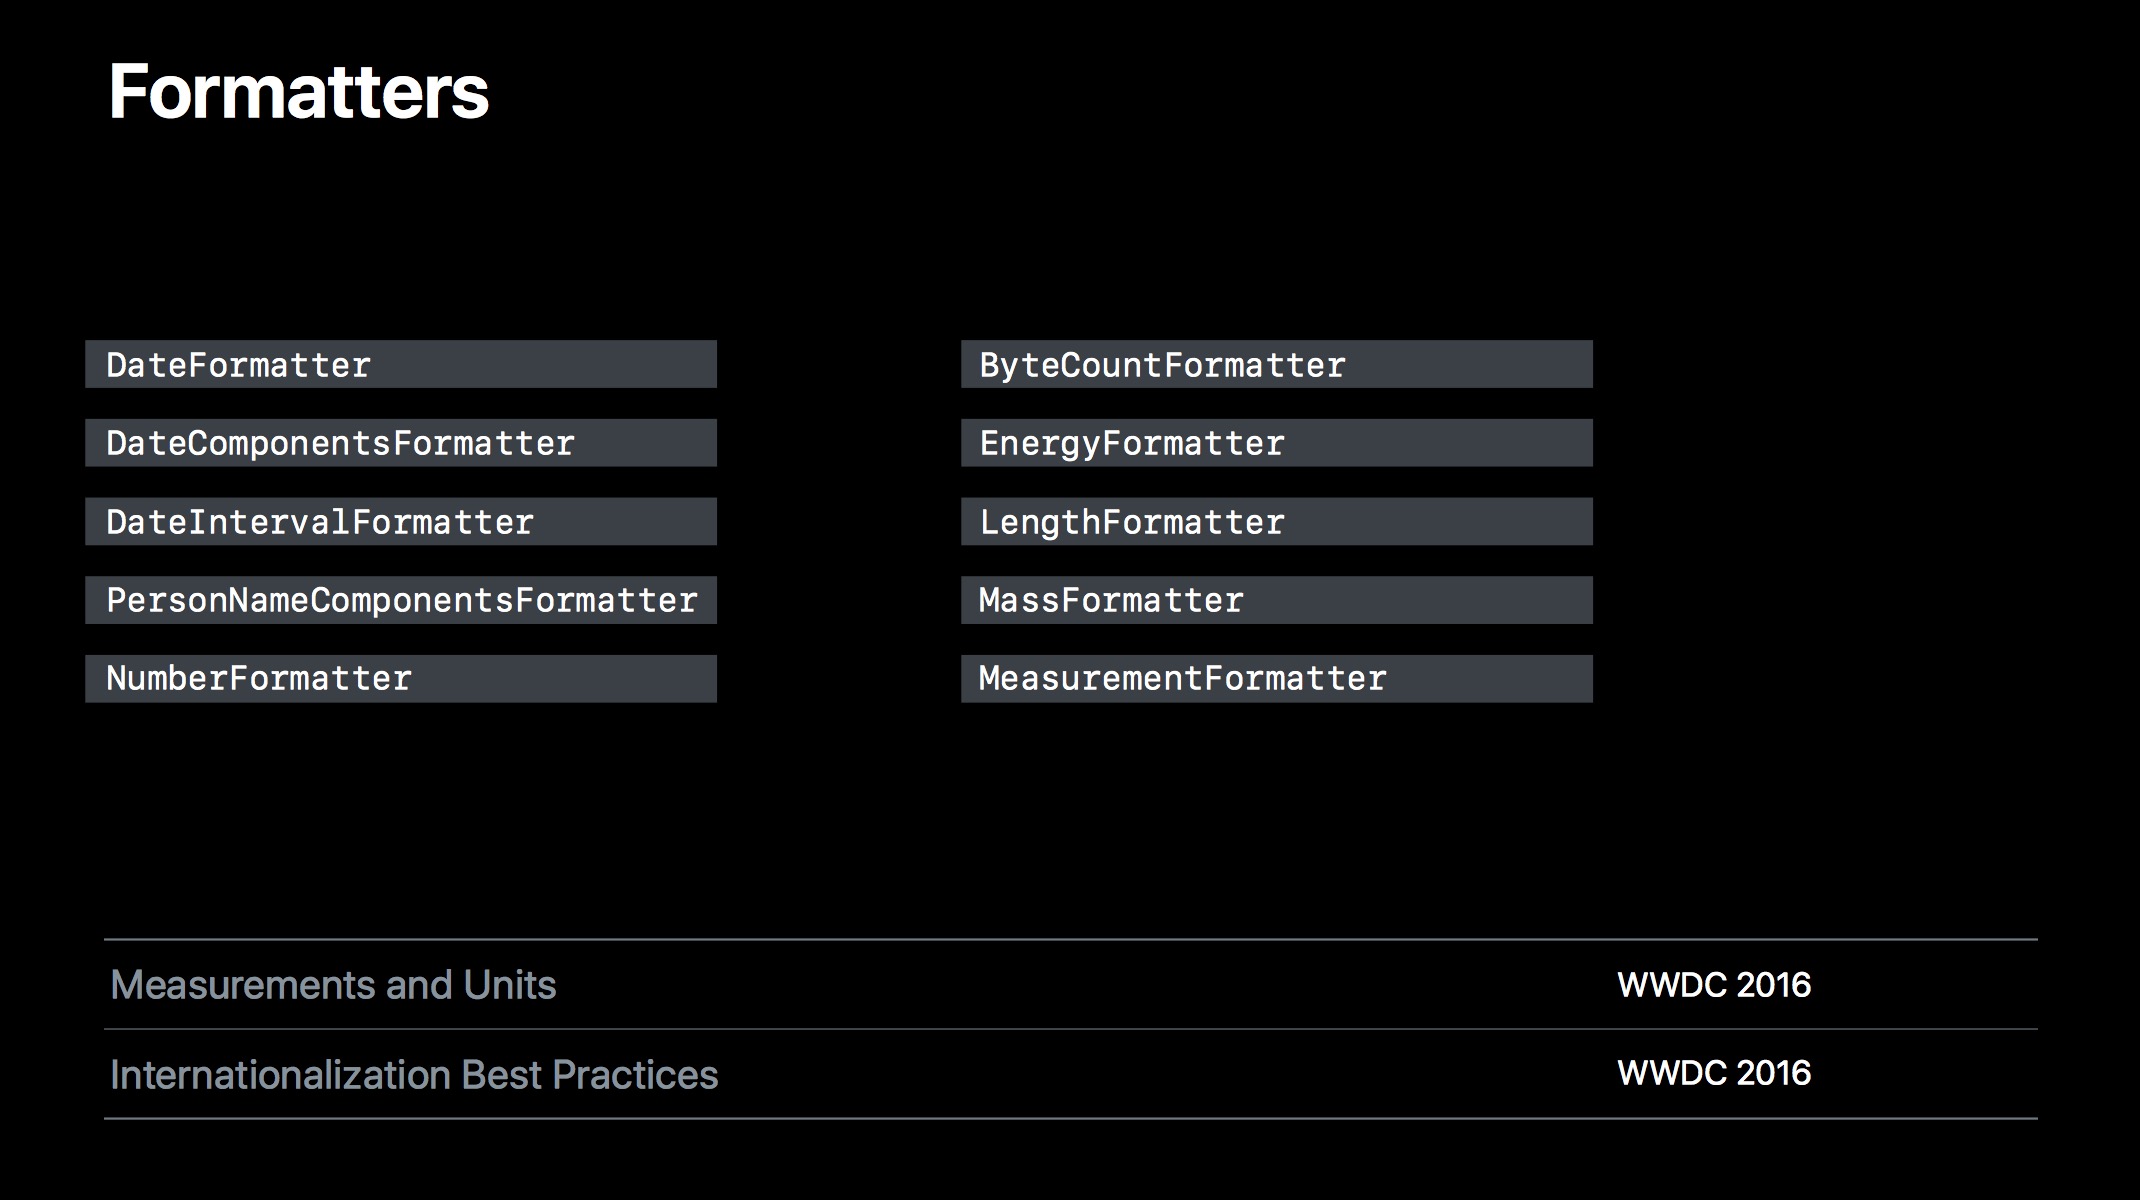 Formatters
DateFormatter
DateComponentsFormatter
DateIntervalFormatter
PersonNameComponentsFormatter
NumberFormatter
ByteCountFormatter
EnergyFormatter
LengthFormatter
MassFormatter
MeasurementFormatter
Measurements and Units WWDC 2016
Internationalization Best Practices WWDC 2016